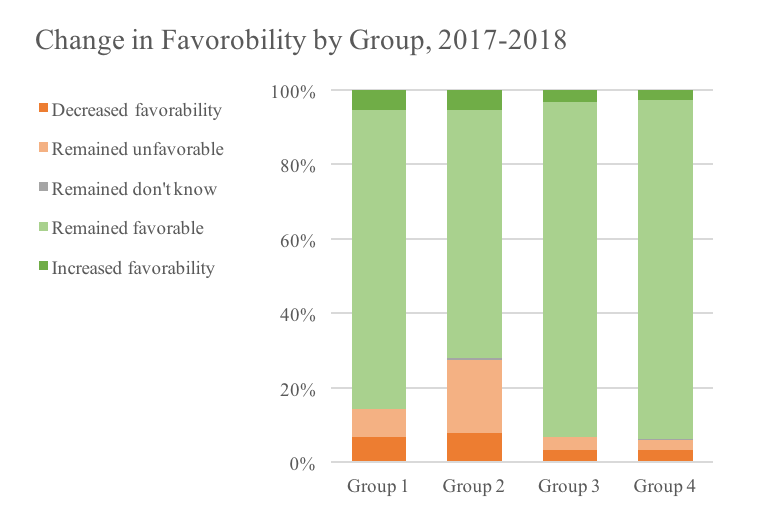 Change in Favorobility by Group, 2017-2018
Decreased favorability
Remained unfavorable
Remained don't know
Remained favorable
Increased favorability
100%
80%
60%
40%
20%
0%
Group 1 Group 2 Group 3 Group 4